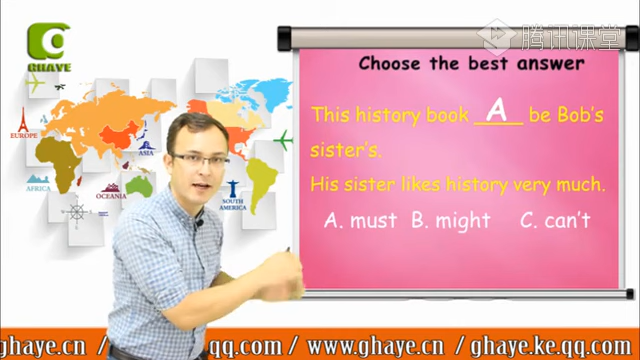 GHAYE
腾讯课堂
Choose the best answer
This history book A be Bob's
sister's.
His sister likes history very much.
A. must B. might C. can't
EUROPE
ASIA
AFRICA
OCEANIA
SOUTH
AMERICA
ghaye.cn / qq.com / www.ghaye.cn / ghaye.ke.qq.com /